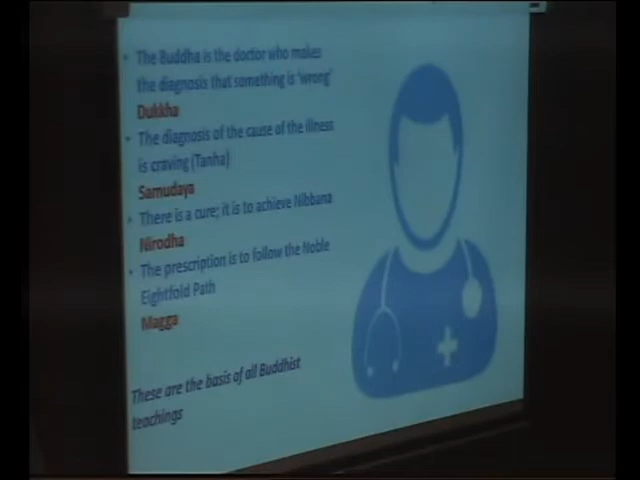 • The Buddha is the doctor who makes
the diagnosis that something is 'wrong'
Dukkha
• The diagnosis of the cause of the illness
is craving (Tanha)
Samudaya
• There is a cure; it is to achieve Nibbana
Nirodha
• The prescription is to follow the Noble
Eightfold Path
Magga
These are the basis of all Buddhist
teachings